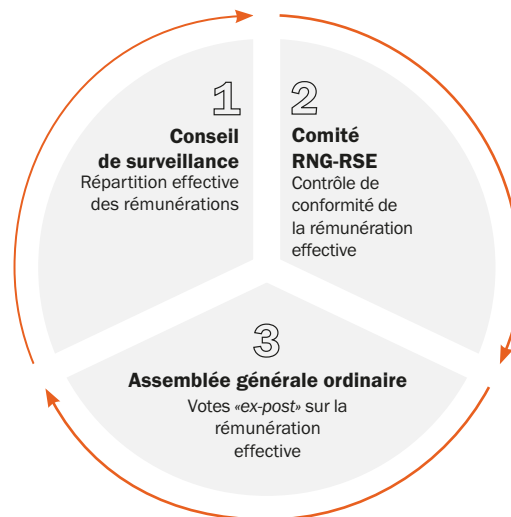 1
Conseil
de surveillance
Répartition effective
des rémunérations
2
Comité
RNG-RSE
Contrôle de
conformité de
la rémunération
effective
3
Assemblée générale ordinaire
Votes «ex-post» sur la
rémunération
effective